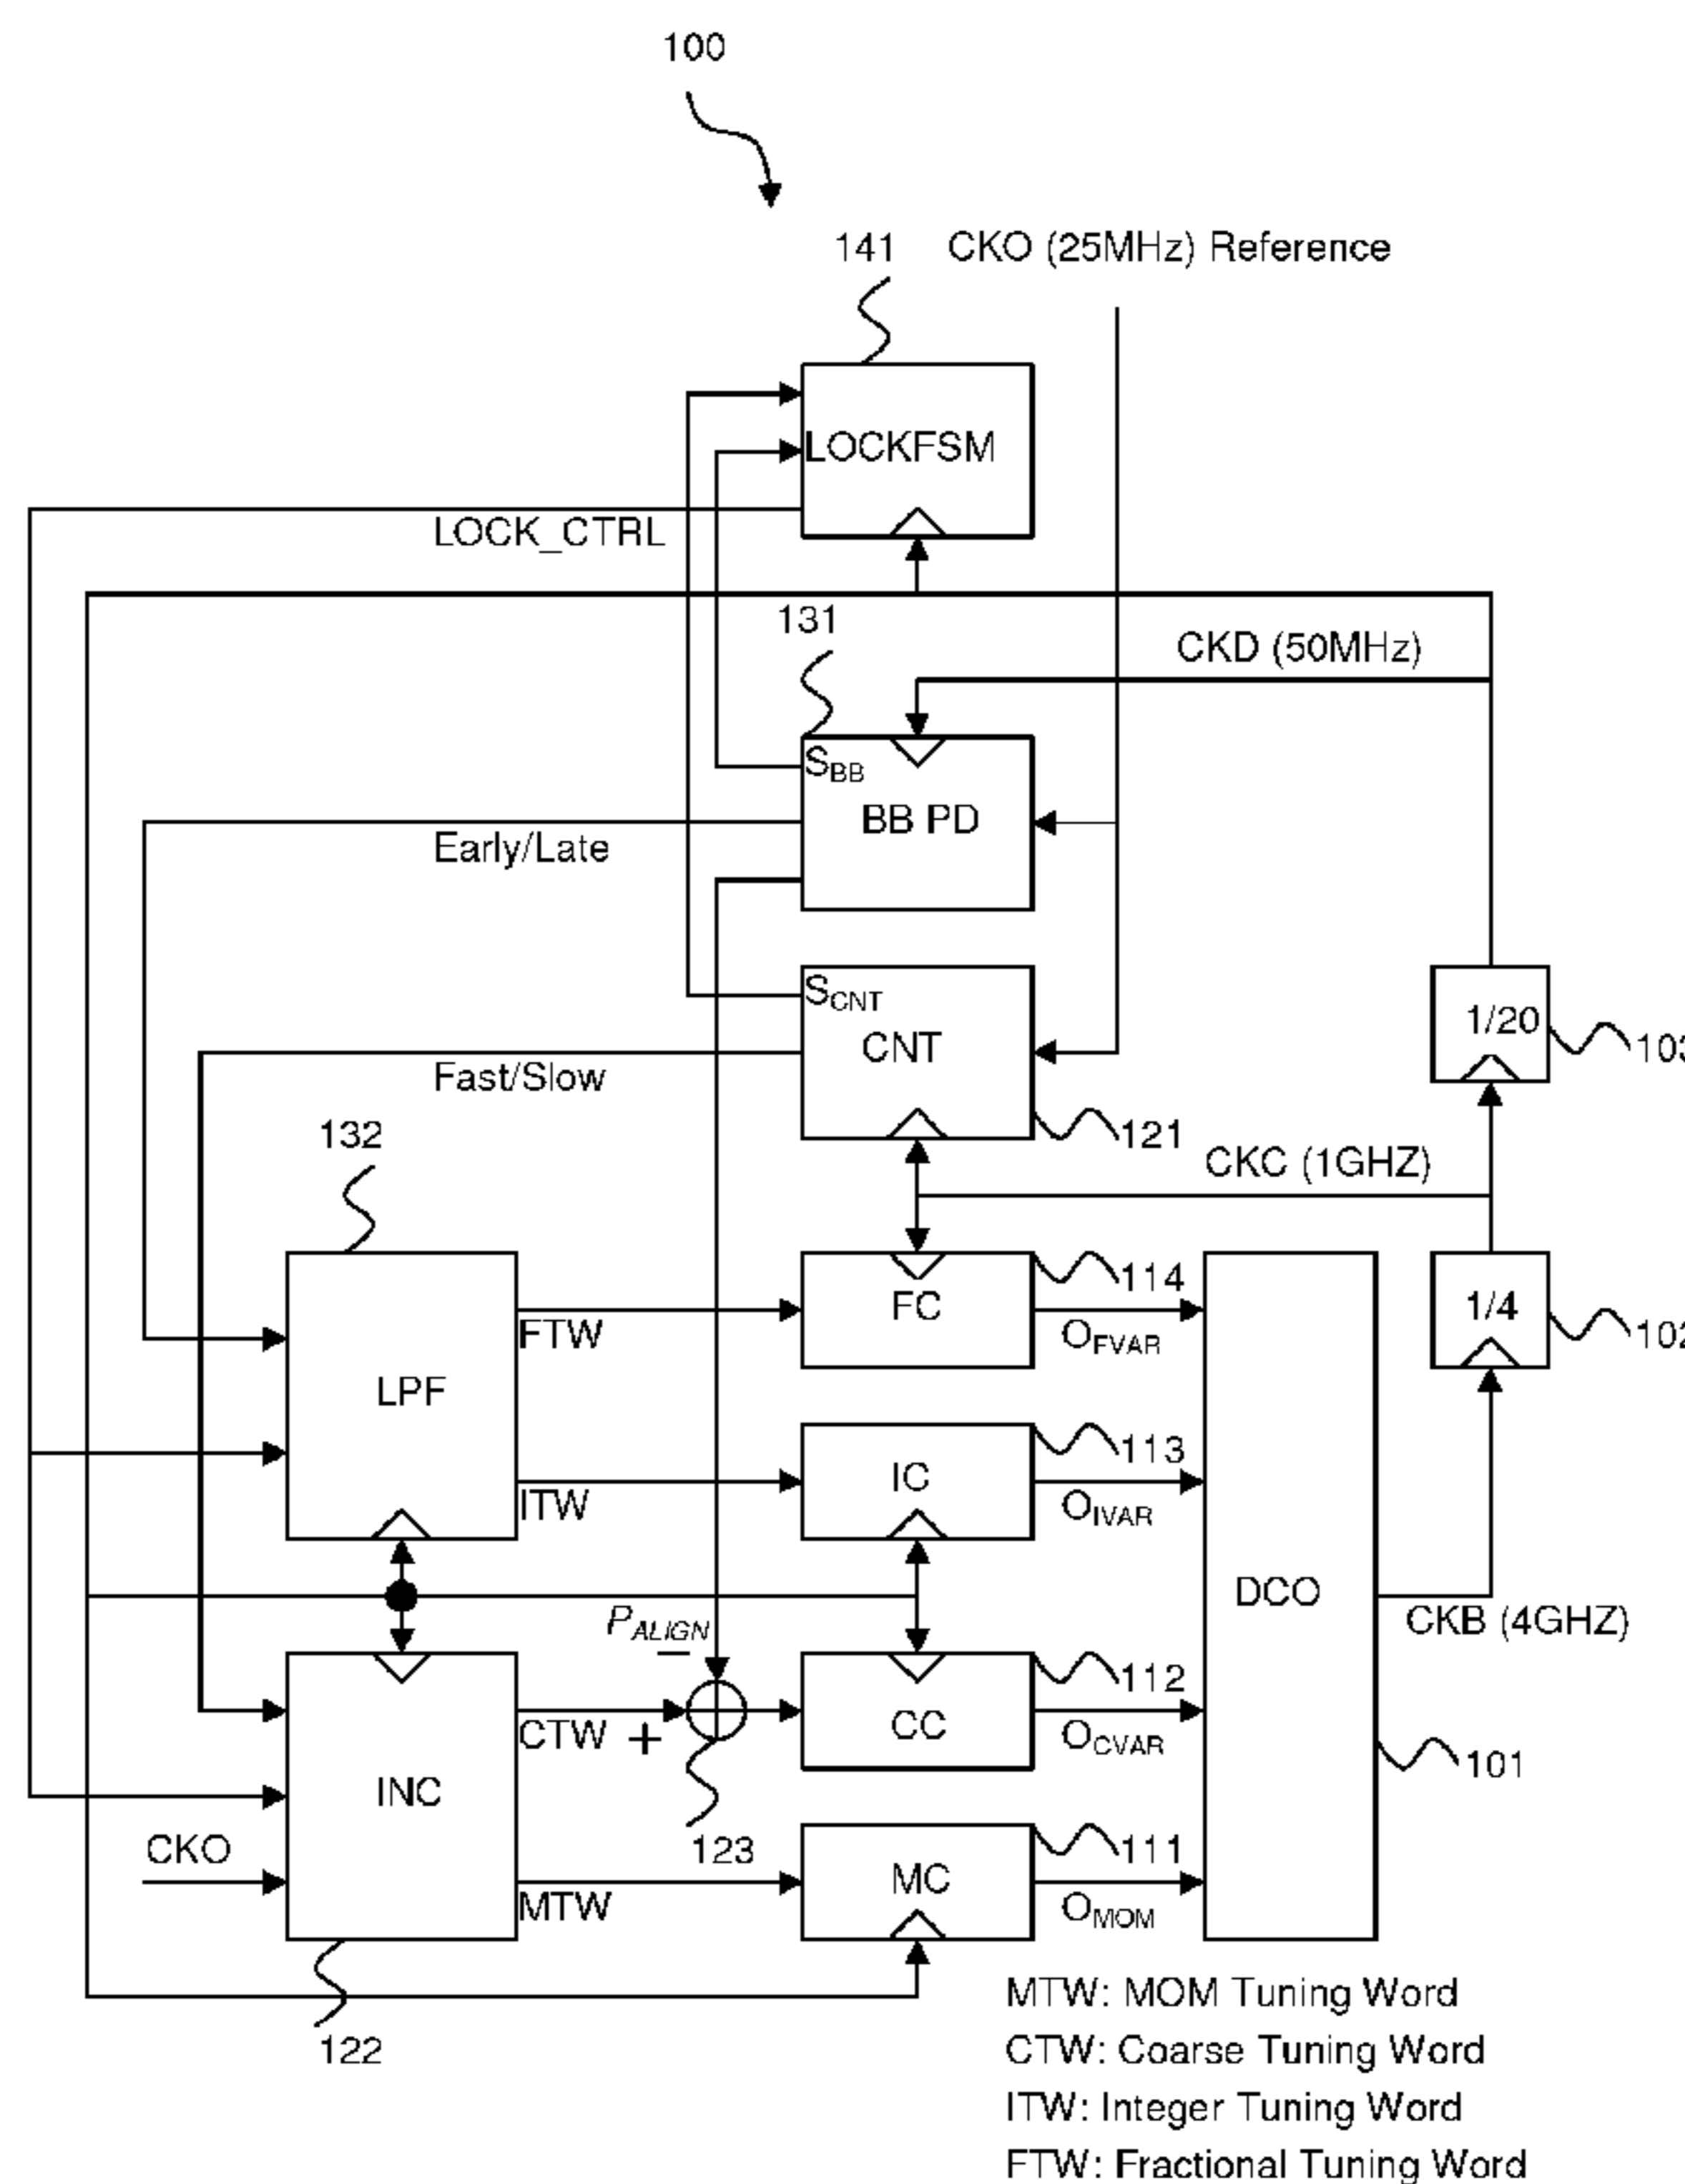 100
141
CKO (25MHz) Reference
LOCKFSM
LOCK_CTRL
131
CKD (50MHz)
SBB
BB PD
Early/Late
SCNT
CNT
1/20
Fast/Slow
132
121
CKC (1GHZ)
114
FC
1/4
FTW
OFVAR
LPF
113
IC
ITW
OIVAR
DCO
PALIGN
−
CKB (4GHZ)
112
CTW +
CC
OCVAR
101
INC
CKO
123
111
MC
MTW
OMOM
MTW: MOM Tuning Word
122
CTW: Coarse Tuning Word
ITW: Integer Tuning Word
FTW: Fractional Tuning Word